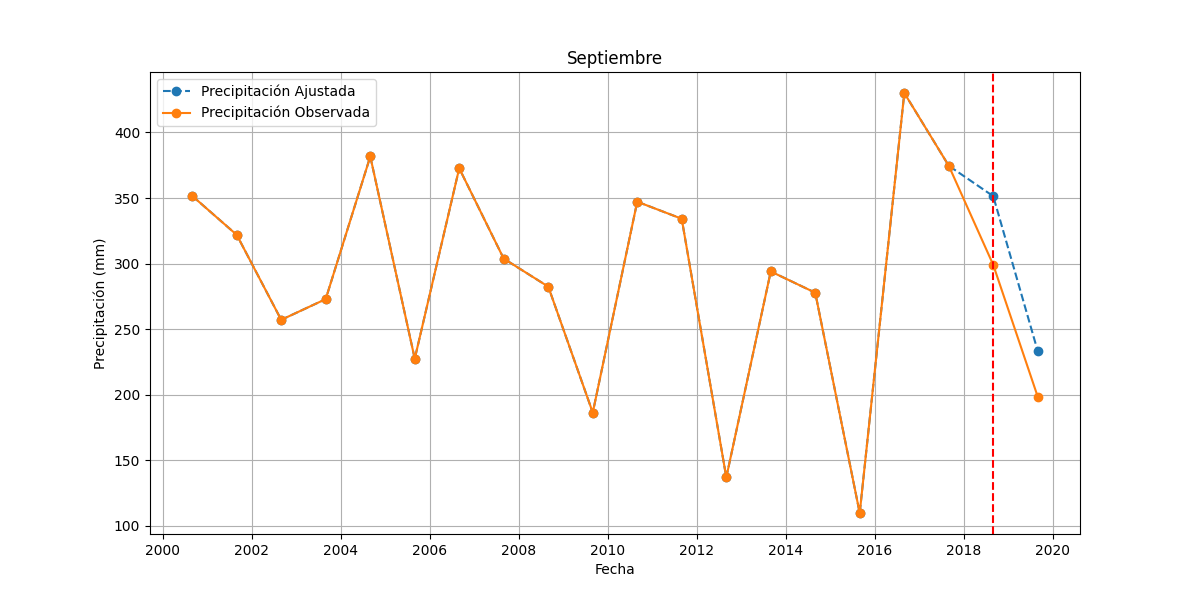 Septiembre
Precipitación Ajustada
Precipitación Observada
Precipitación (mm)
400
350
300
250
200
150
100
2000 2002 2004 2006 2008 2010 2012 2014 2016 2018 2020
Fecha